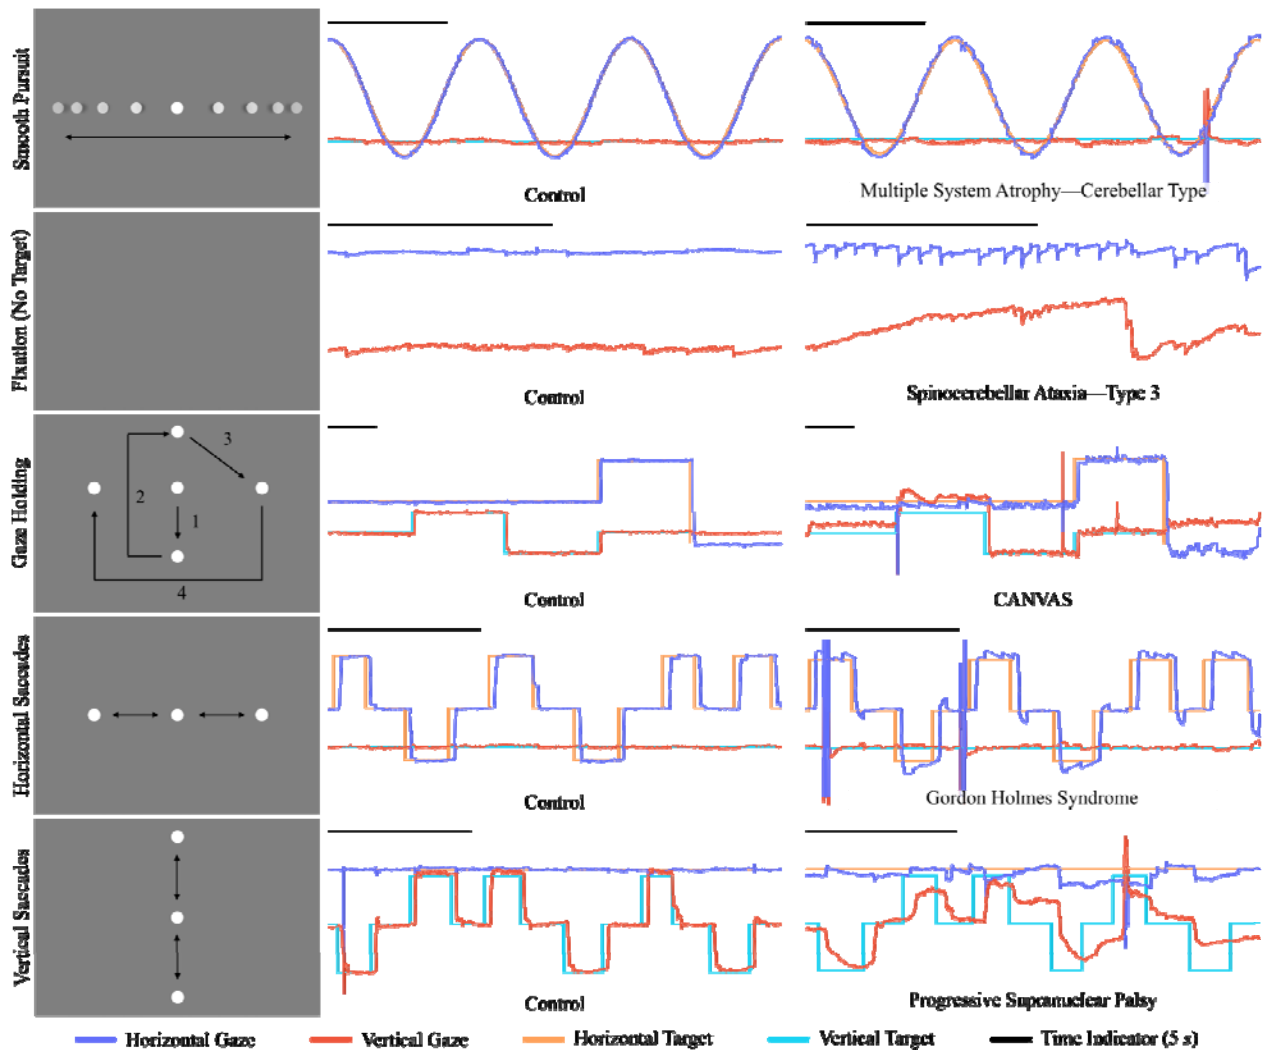 Smooth Pursuit
Control
Multiple System Atrophy—Cerebellar Type
Fixation (No Target)
Control
Spinocerebellar Ataxia—Type 3
Gaze Holding
1
2
3
4
Control
CANVAS
Horizontal Saccades
Control
Gordon Holmes Syndrome
Vertical Saccades
Control
Progressive Supranuclear Palsy
Horizontal Gaze Vertical Gaze Horizontal Target Vertical Target Time Indicator (5 s)